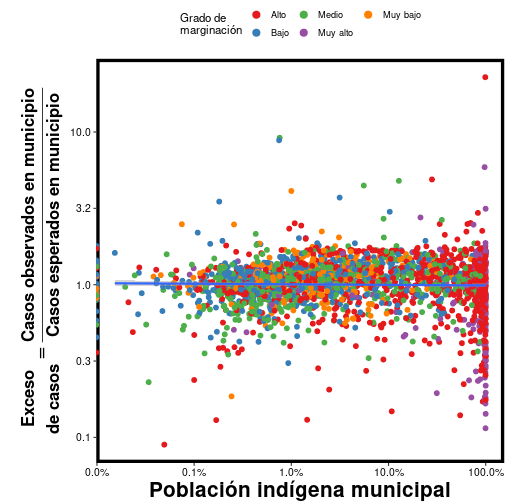 Grado de
marginación
Alto
Medio
Muy bajo
Bajo
Muy alto
Exceso
de casos
=
Casos observados en municipio
Casos esperados en municipio
10.0
3.2
1.0
0.3
0.1
0.0%
0.1%
1.0%
10.0%
100.0%
Población indígena municipal